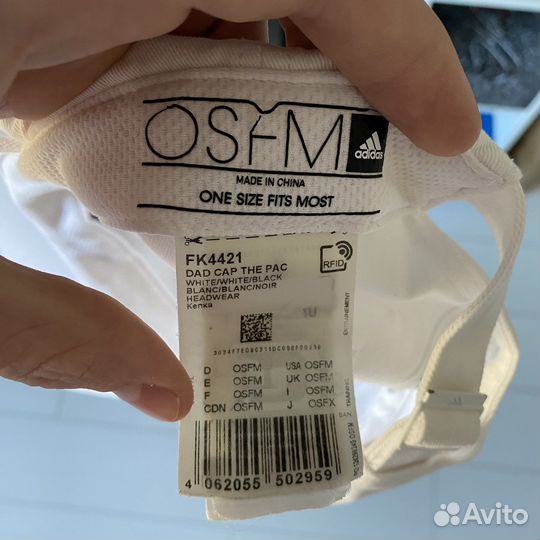 OSFM
adidas
MADE IN CHINA
ONE SIZE FITS MOST
FK4421
DAD CAP THE PAC
WHITE/WHITE/BLACK
BLANC/BLANC/NOIR
HEADWEAR
Кепка
RFID
D OSFM USA OSFM
E OSFM UK OSFM
F OSFM I OSFM
CDN OSFM J OSFX
TRAINING
4 062055 502959
Avito